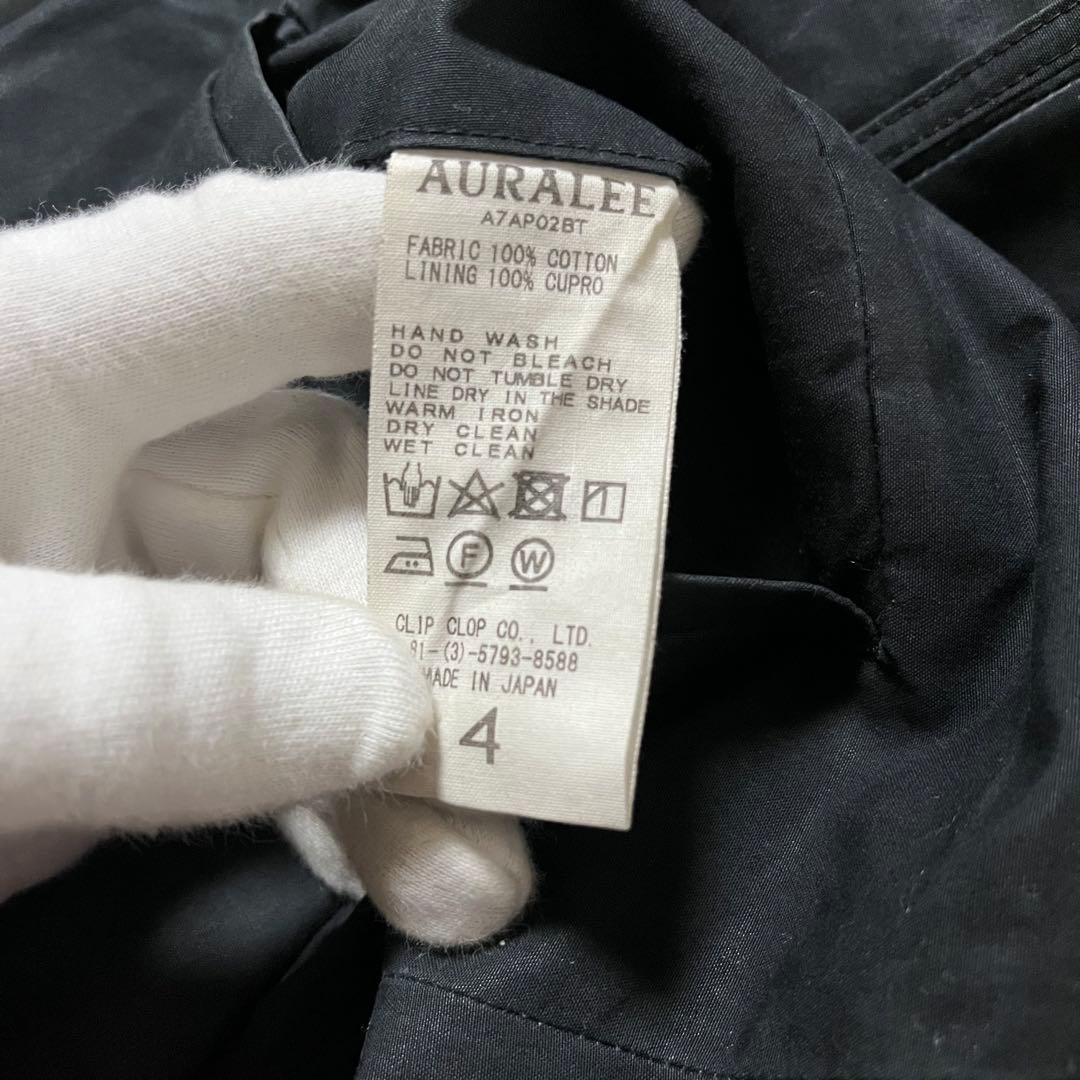 AURALEE
A7AP02BT
FABRIC 100% COTTON
LINING 100% CUPRO
HAND WASH
DO NOT BLEACH
DO NOT TUMBLE DRY
LINE DRY IN THE SHADE
WARM IRON
DRY CLEAN
WET CLEAN
F W
CLIP CLOP CO., LTD.
81-(3)-5793-8588
MADE IN JAPAN
4